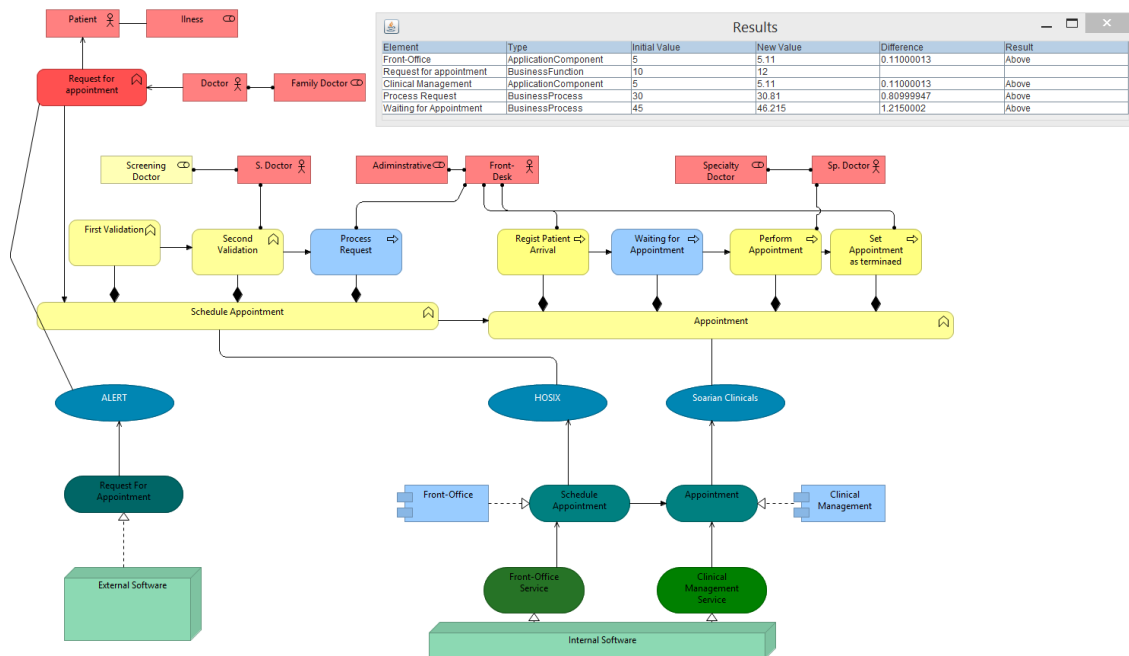 Patient
Illness
Results
Element Type Initial Value New Value Difference Result
Front-Office ApplicationComponent 5 5.11 0.11000013 Above
Request for appointment BusinessFunction 10 12
Clinical Management ApplicationComponent 5 5.11 0.11000013 Above
Process Request BusinessProcess 30 30.81 0.80999947 Above
Waiting for Appointment BusinessProcess 45 46.215 1.2150002 Above
Request for
appointment
Doctor
Family Doctor
Screening
Doctor
S. Doctor
Adiminstrative
Front-
Desk
Specialty
Doctor
Sp. Doctor
First Validation
Second
Validation
Process
Request
Regist Patient
Arrival
Waiting for
Appointment
Perform
Appointment
Set
Appointment
as terminaed
Schedule Appointment
Appointment
ALERT
HOSIX
Soarian Clinicals
Request For
Appointment
Front-Office
Schedule
Appointment
Appointment
Clinical
Management
External Software
Front-Office
Service
Clinical
Management
Service
Internal Software